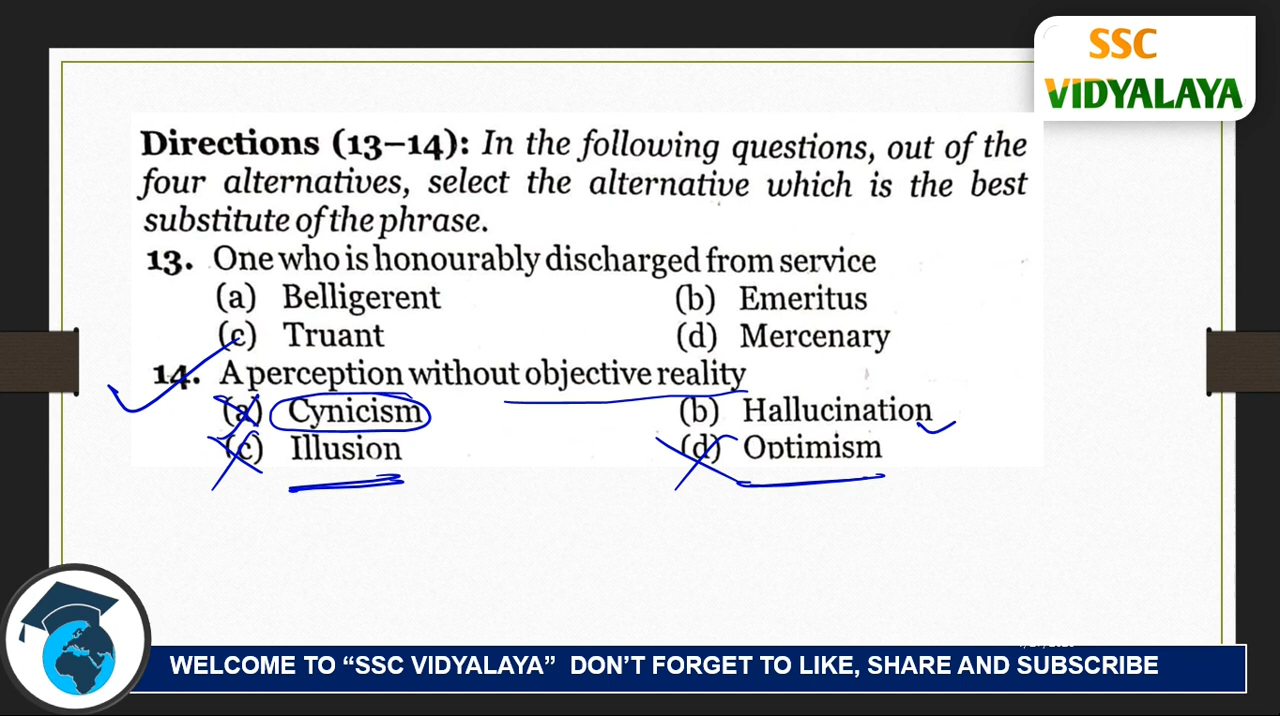 SSC
VIDYALAYA
Directions (13–14): In the following questions, out of the
four alternatives, select the alternative which is the best
substitute of the phrase.
13. One who is honourably discharged from service
(a) Belligerent (b) Emeritus
(c) Truant (d) Mercenary
14. A perception without objective reality
(a) Cynicism (b) Hallucination
(c) Illusion (d) Optimism
WELCOME TO “SSC VIDYALAYA” DON’T FORGET TO LIKE, SHARE AND SUBSCRIBE